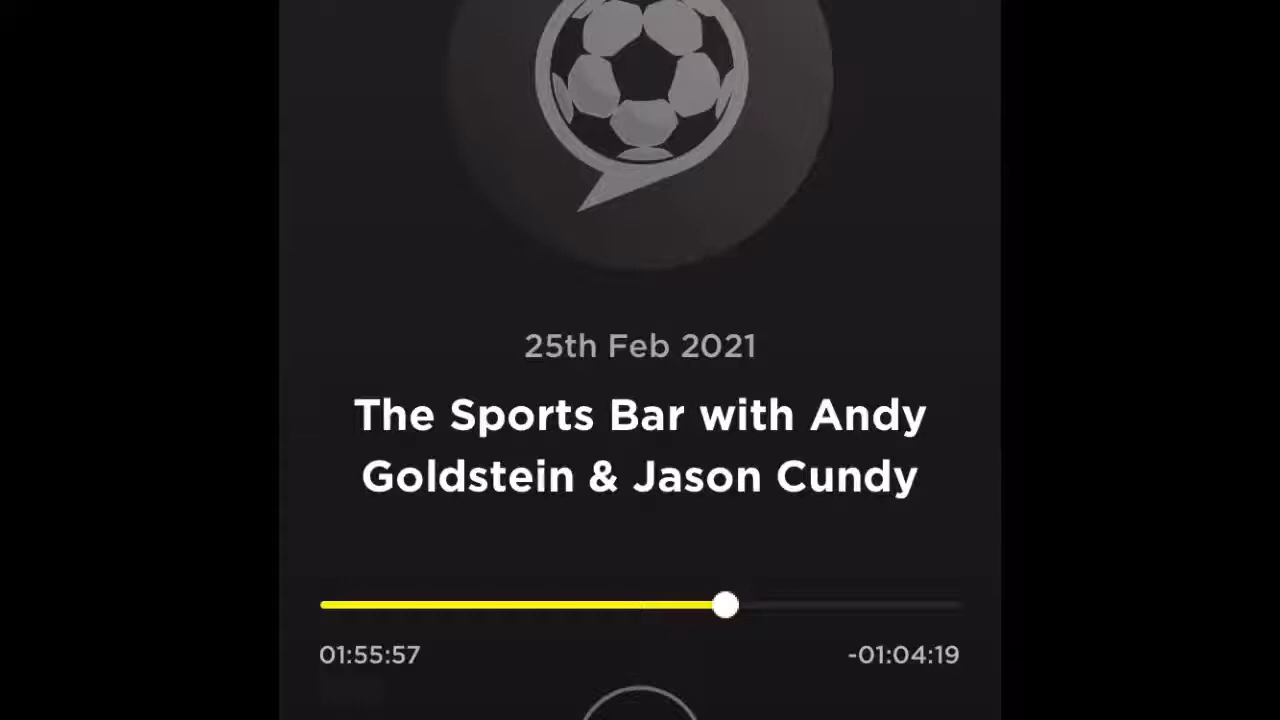 25th Feb 2021
The Sports Bar with Andy
Goldstein & Jason Cundy
01:55:57
-01:04:19